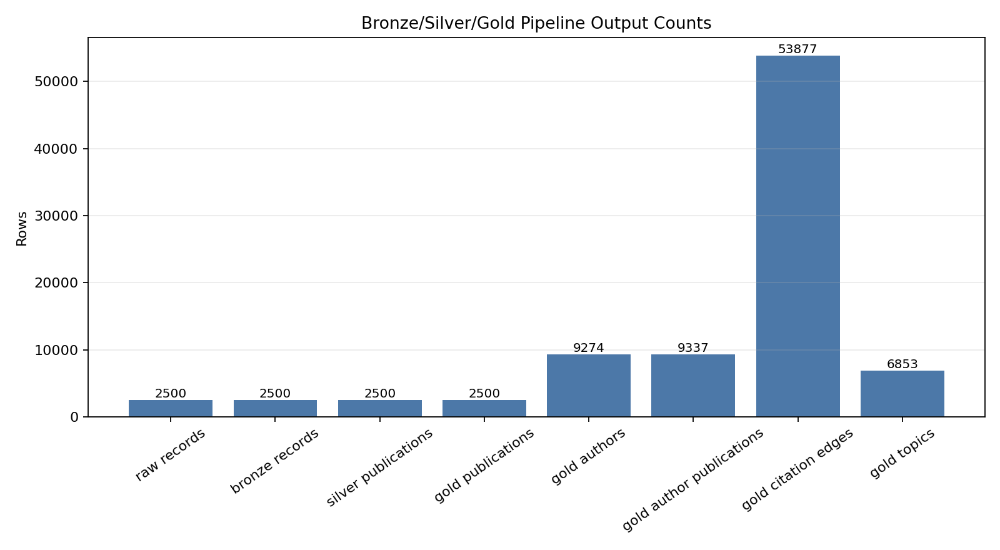 Bronze/Silver/Gold Pipeline Output Counts
Rows
50000
40000
30000
20000
10000
0
2500
2500
2500
2500
9274
9337
53877
6853
raw records
bronze records
silver publications
gold publications
gold authors
gold author publications
gold citation edges
gold topics